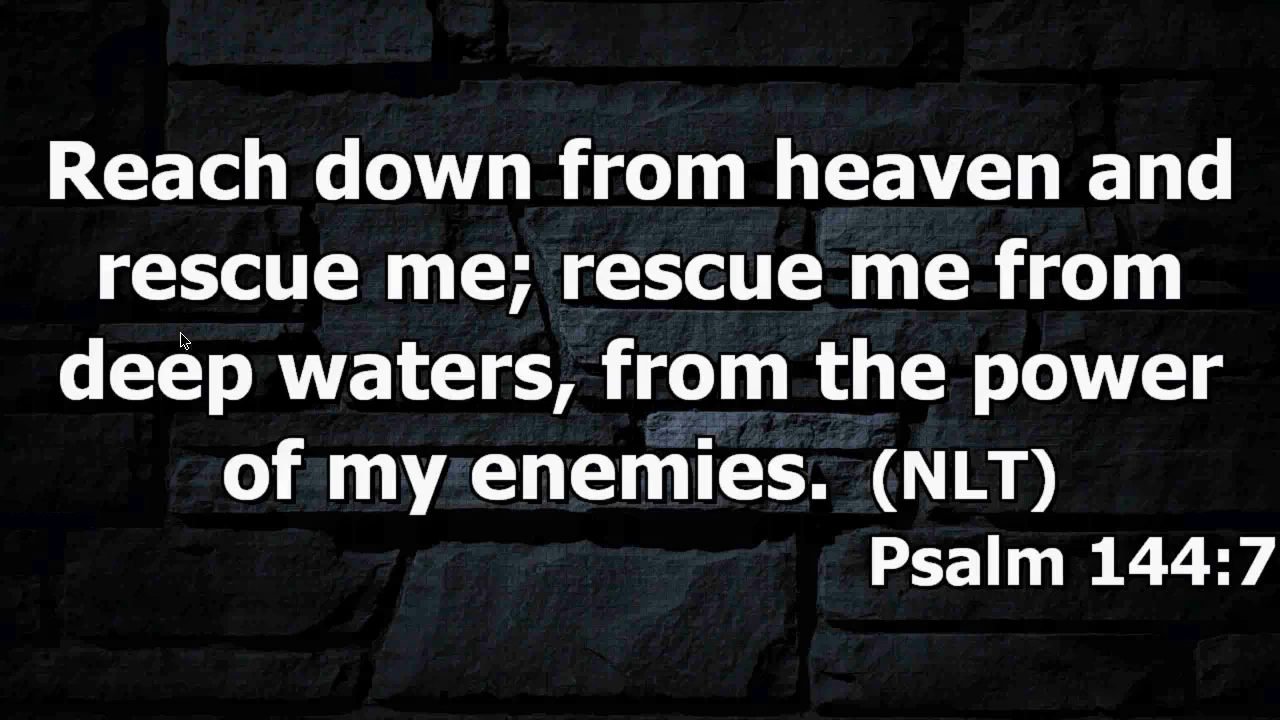 Reach down from heaven and
rescue me; rescue me from
deep waters, from the power
of my enemies. (NLT)
Psalm 144:7